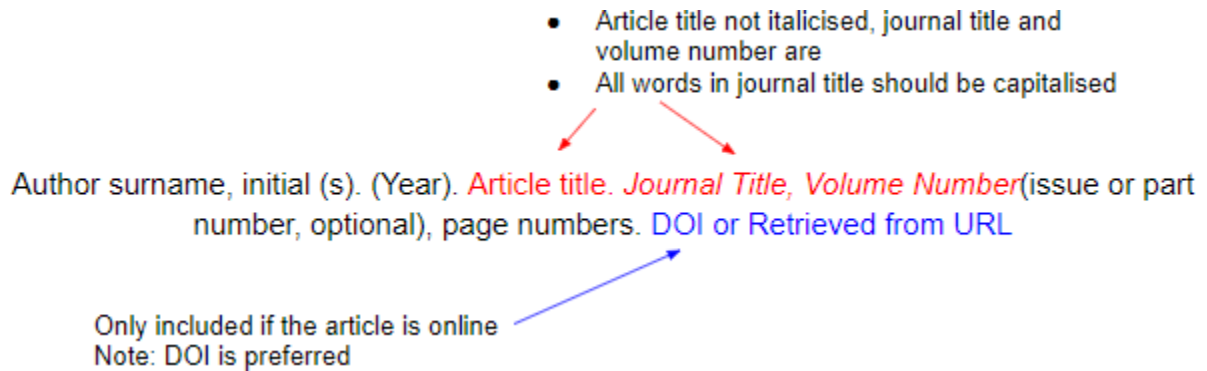 ● Article title not italicised, journal title and
volume number are
● All words in journal title should be capitalised
Author surname, initial (s). (Year). Article title. Journal Title, Volume Number(issue or part
number, optional), page numbers. DOI or Retrieved from URL
Only included if the article is online
Note: DOI is preferred